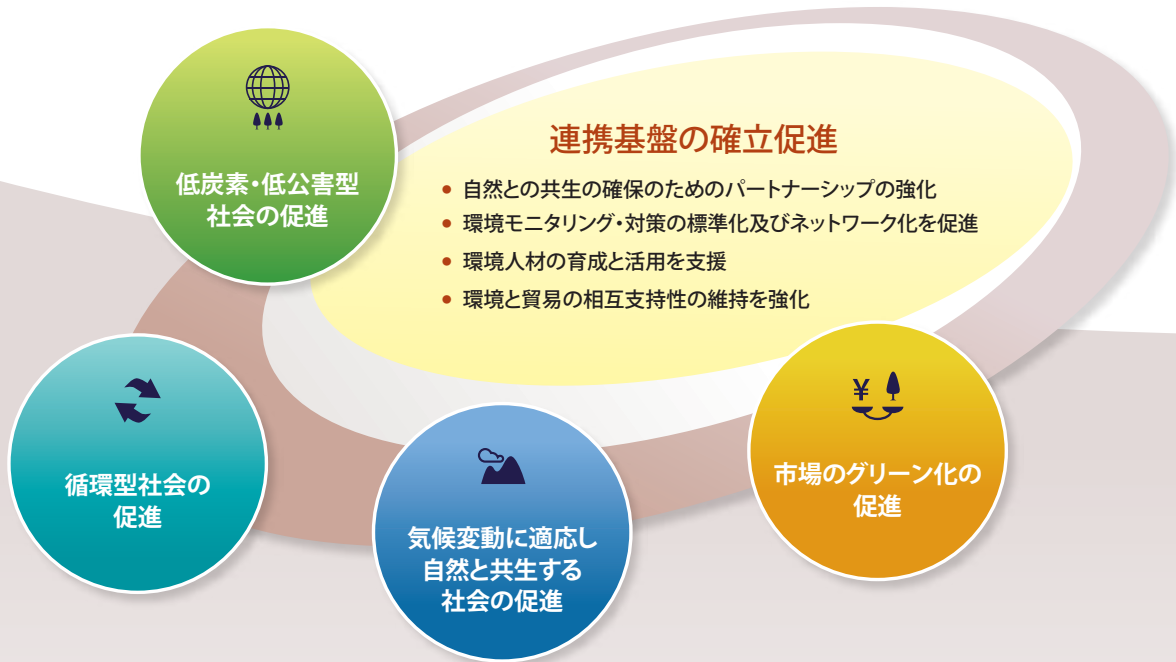 低炭素・低公害型
社会の促進
連携基盤の確立促進
• 自然との共生の確保のためのパートナーシップの強化
• 環境モニタリング・対策の標準化及びネットワーク化を促進
• 環境人材の育成と活用を支援
• 環境と貿易の相互支持性の維持を強化
循環型社会の
促進
気候変動に適応し
自然と共生する
社会の促進
¥
市場のグリーン化の
促進